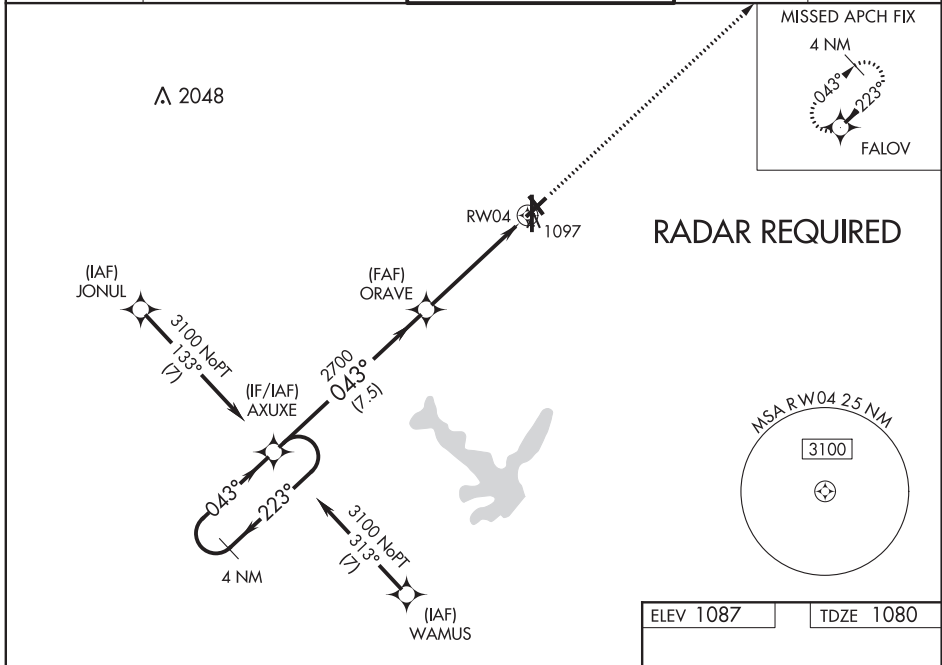 MISSED APCH FIX
4 NM
043°
223°
FALOV
2048
RW04
1097
RADAR REQUIRED
(IAF)
JONUL
3100 NoPT
133°
(7)
(FAF)
ORAVE
2700
043°
(7.5)
(IF/IAF)
AXUXE
043°
223°
4 NM
3100 NoPT
313°
(7)
(IAF)
WAMUS
MSA RW04 25 NM
3100
ELEV 1087
TDZE 1080